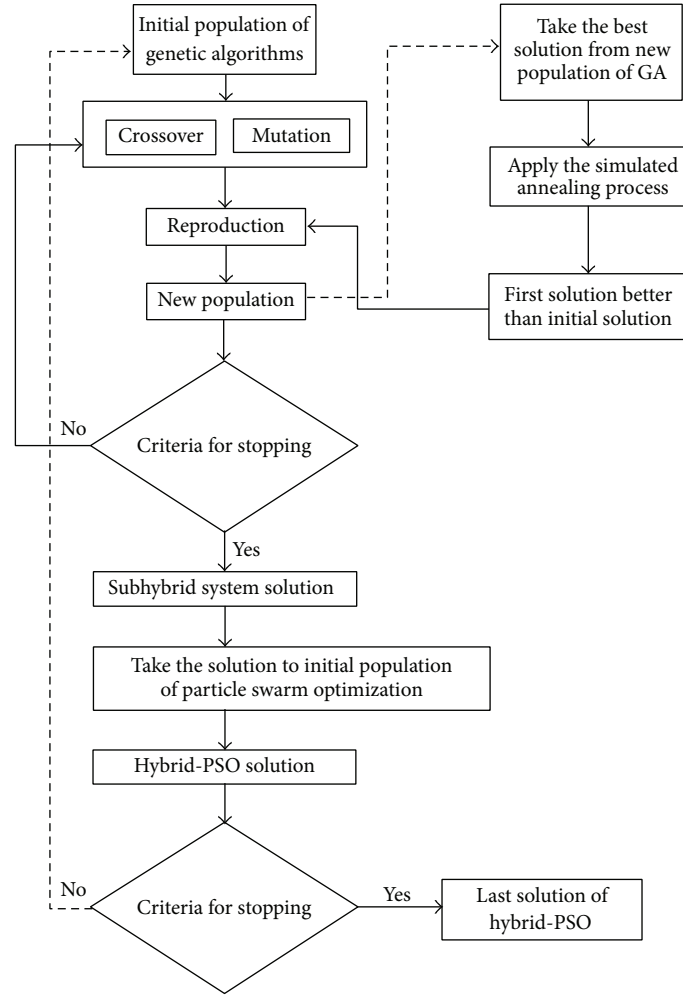 Initial population of
genetic algorithms
Crossover
Mutation
Reproduction
New population
Take the best
solution from new
population of GA
Apply the simulated
annealing process
First solution better
than initial solution
No
Criteria for stopping
Yes
Subhybrid system solution
Take the solution to initial population
of particle swarm optimization
Hybrid-PSO solution
No
Criteria for stopping
Yes
Last solution of
hybrid-PSO